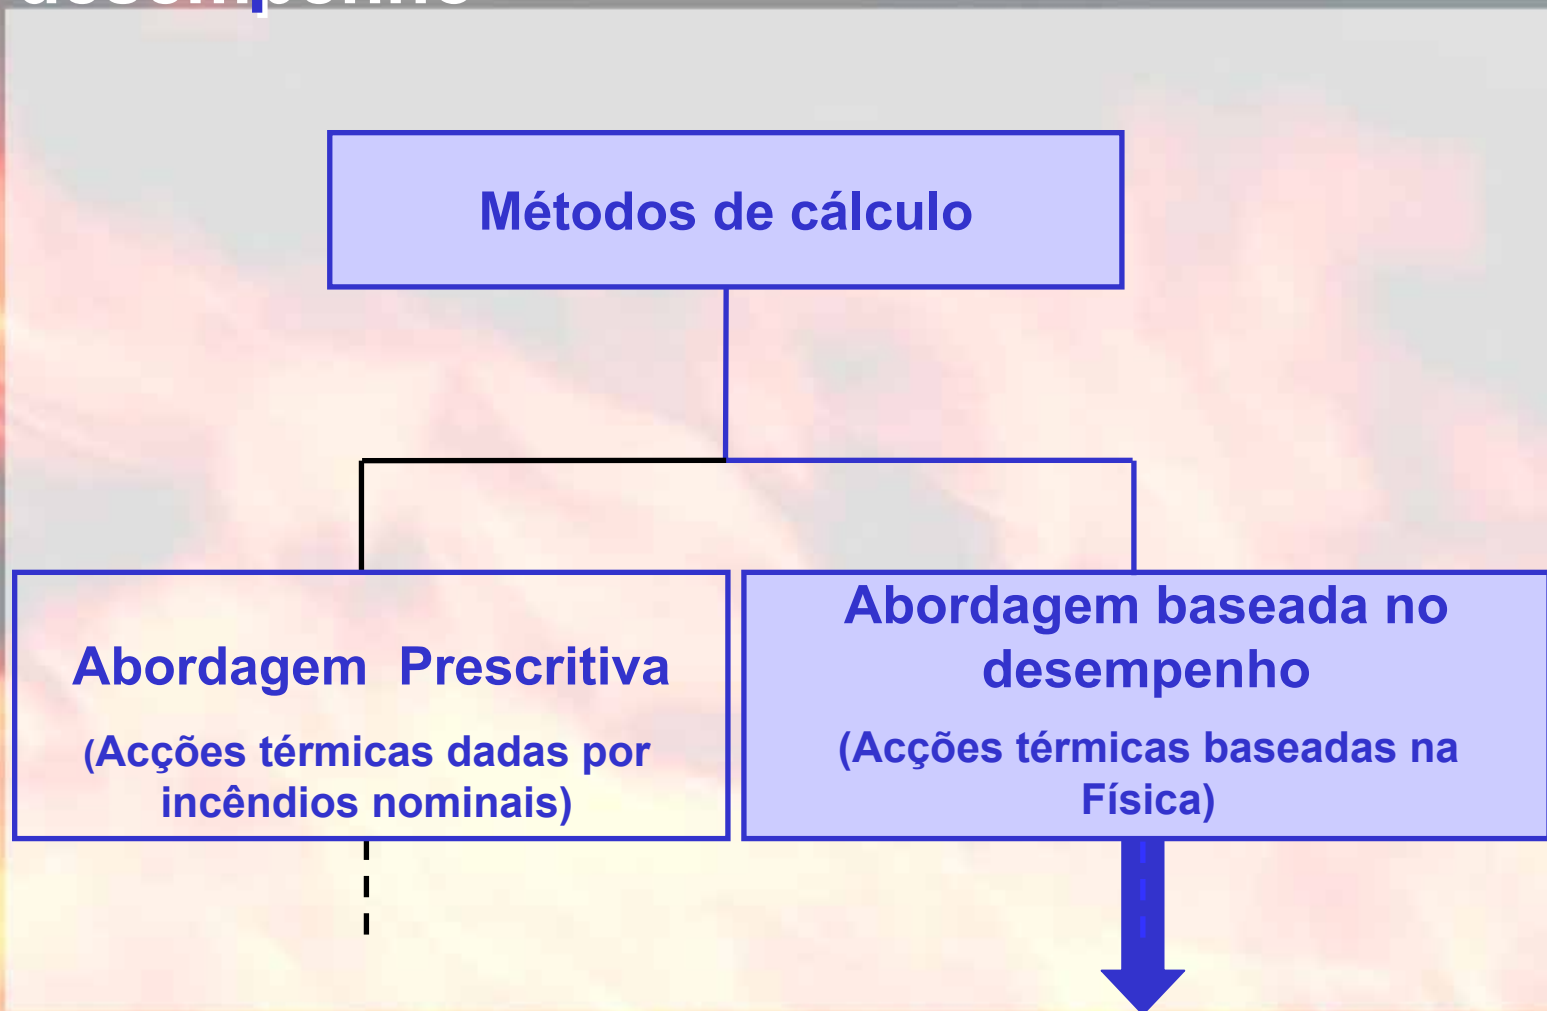 desempenho
Métodos de cálculo
Abordagem Prescritiva
(Acções térmicas dadas por
incêndios nominais)
Abordagem baseada no
desempenho
(Acções térmicas baseadas na
Física)